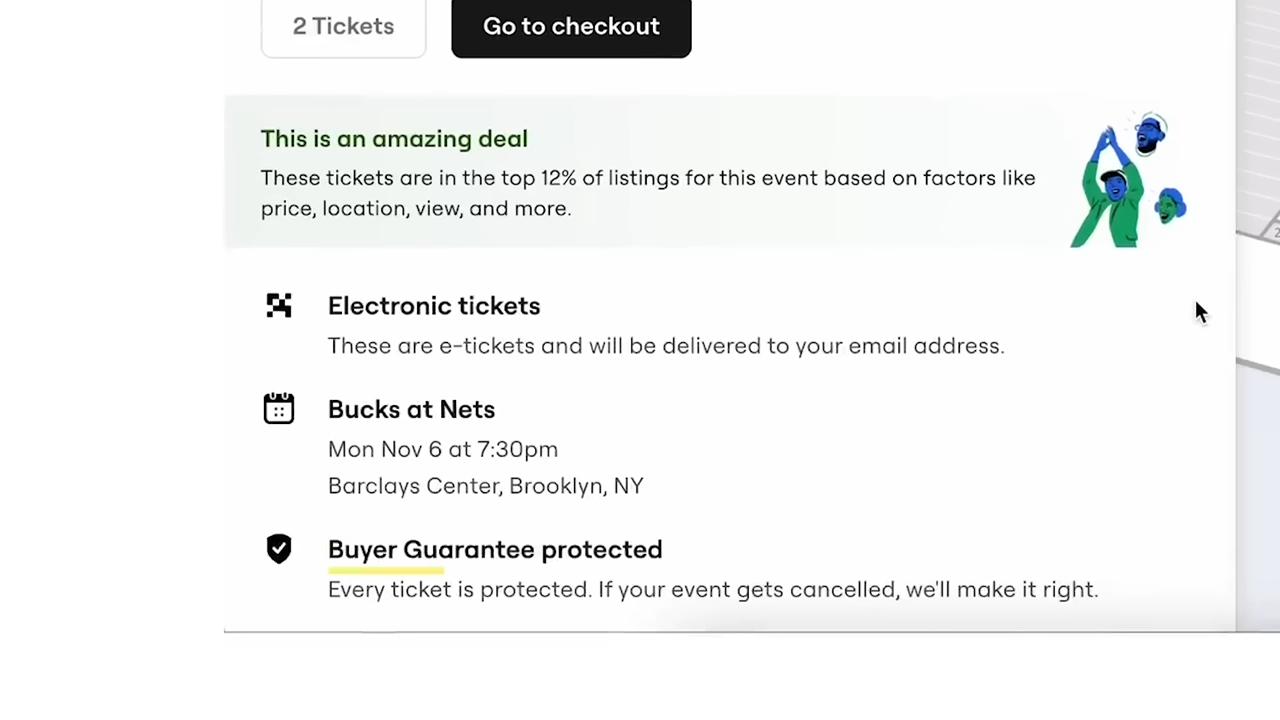 2 Tickets
Go to checkout
This is an amazing deal
These tickets are in the top 12% of listings for this event based on factors like
price, location, view, and more.
Electronic tickets
These are e-tickets and will be delivered to your email address.
Bucks at Nets
Mon Nov 6 at 7:30pm
Barclays Center, Brooklyn, NY
Buyer Guarantee protected
Every ticket is protected. If your event gets cancelled, we'll make it right.